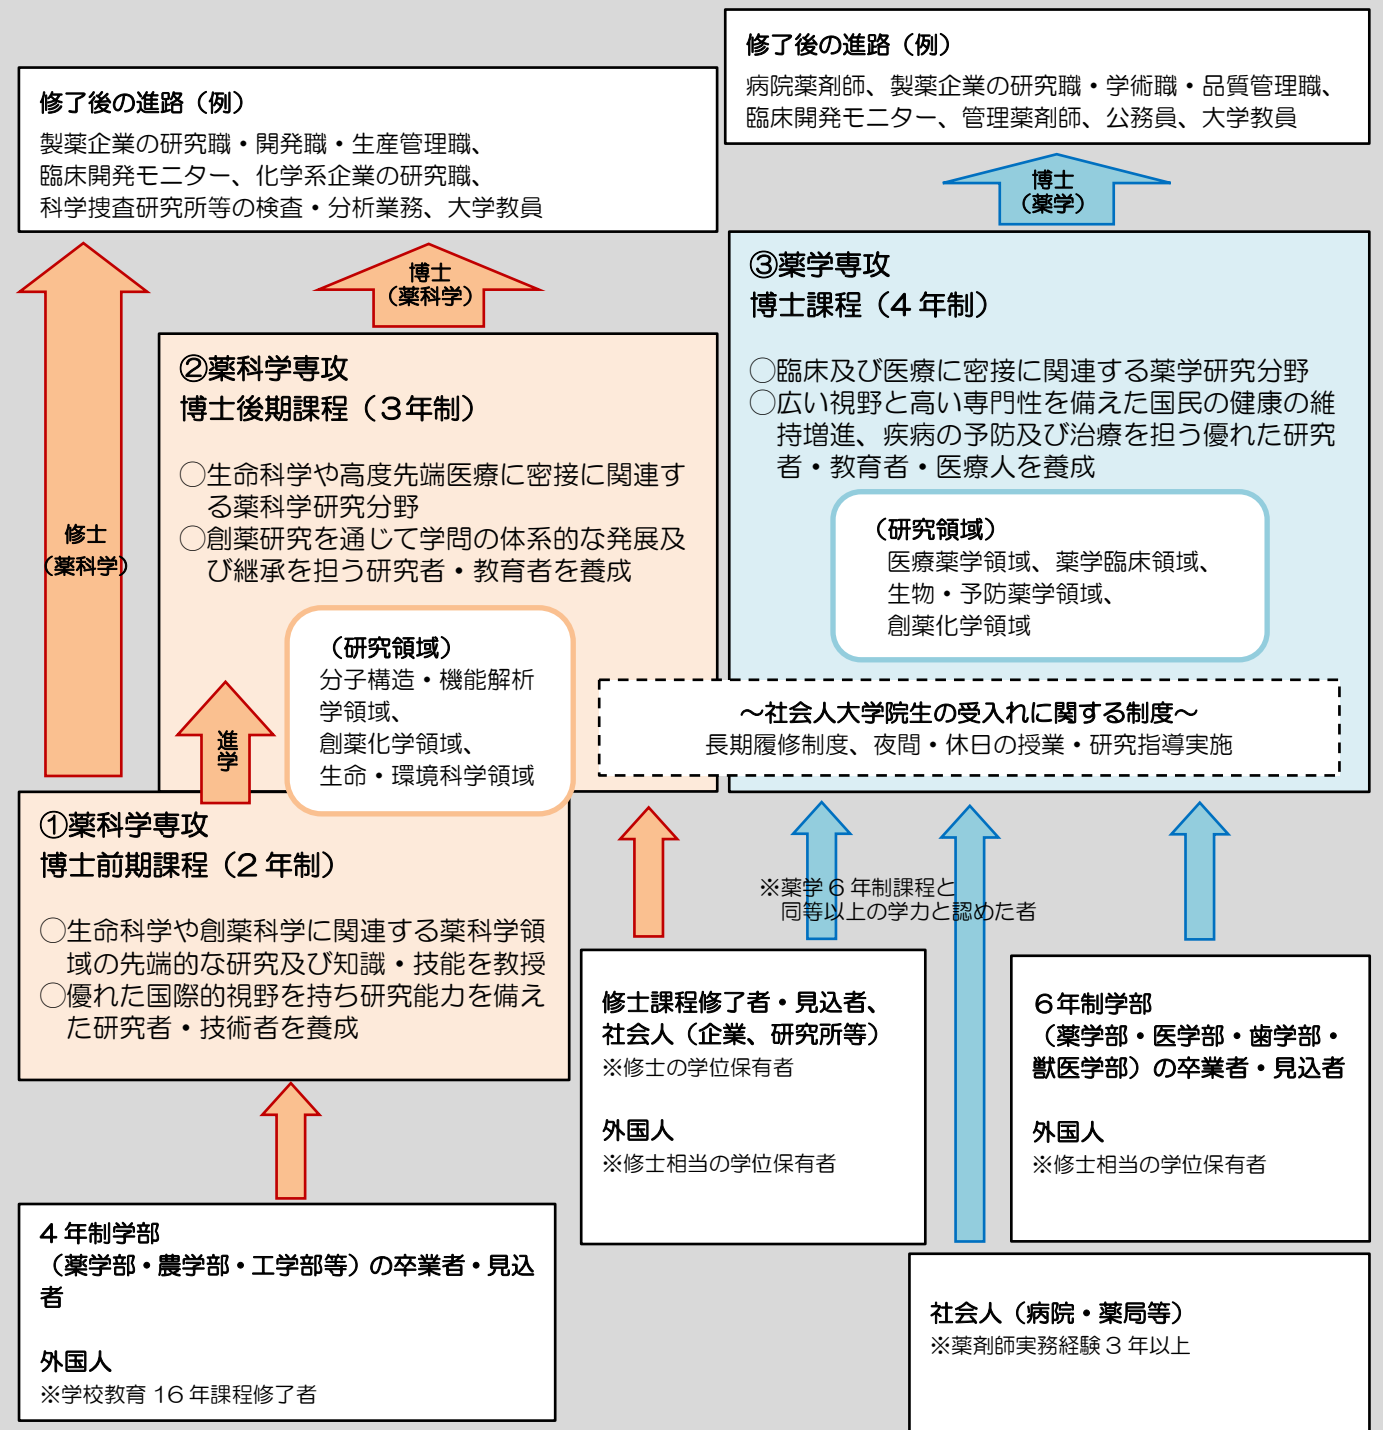 修了後の進路（例）
病院薬剤師、製薬企業の研究職・学術職・品質管理職、
臨床開発モニター、管理薬剤師、公務員、大学教員
修了後の進路（例）
製薬企業の研究職・開発職・生産管理職、
臨床開発モニター、化学系企業の研究職、
科学捜査研究所等の検査・分析業務、大学教員
博士
（薬学）
博士
（薬科学）
③薬学専攻
博士課程（4 年制）
○臨床及び医療に密接に関連する薬学研究分野
○広い視野と高い専門性を備えた国民の健康の維
持増進、疾病の予防及び治療を担う優れた研究
者・教育者・医療人を養成
（研究領域）
医療薬学領域、薬学臨床領域、
生物・予防薬学領域、
創薬化学領域
②薬科学専攻
博士後期課程（3年制）
○生命科学や高度先端医療に密接に関連す
る薬科学研究分野
○創薬研究を通じて学問の体系的な発展及
び継承を担う研究者・教育者を養成
（研究領域）
分子構造・機能解析
学領域、
創薬化学領域、
生命・環境科学領域
修士
（薬科学）
進学
～社会人大学院生の受入れに関する制度～
長期履修制度、夜間・休日の授業・研究指導実施
①薬科学専攻
博士前期課程（2 年制）
○生命科学や創薬科学に関連する薬科学領
域の先端的な研究及び知識・技能を教授
○優れた国際的視野を持ち研究能力を備え
た研究者・技術者を養成
※薬学 6 年制課程と
同等以上の学力と認めた者
修士課程修了者・見込者、
社会人（企業、研究所等）
※修士の学位保有者
外国人
※修士相当の学位保有者
6年制学部
（薬学部・医学部・歯学部・
獣医学部）の卒業者・見込者
外国人
※修士相当の学位保有者
4 年制学部
（薬学部・農学部・工学部等）の卒業者・見込
者
外国人
※学校教育 16 年課程修了者
社会人（病院・薬局等）
※薬剤師実務経験 3 年以上